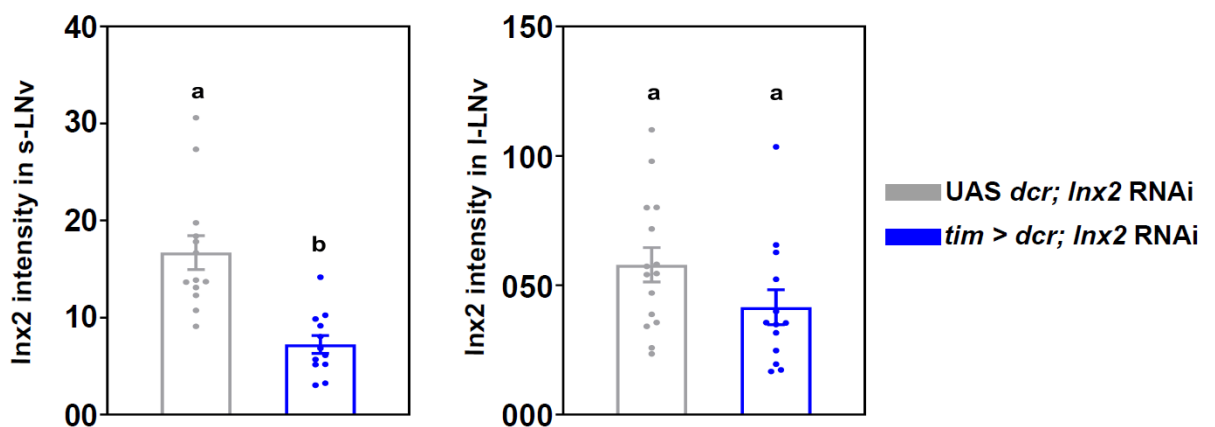 Inx2 intensity in s-LNv
40
30
20
10
00
a
b
Inx2 intensity in l-LNv
150
100
050
000
a
a
UAS dcr; Inx2 RNAi
tim > dcr; Inx2 RNAi